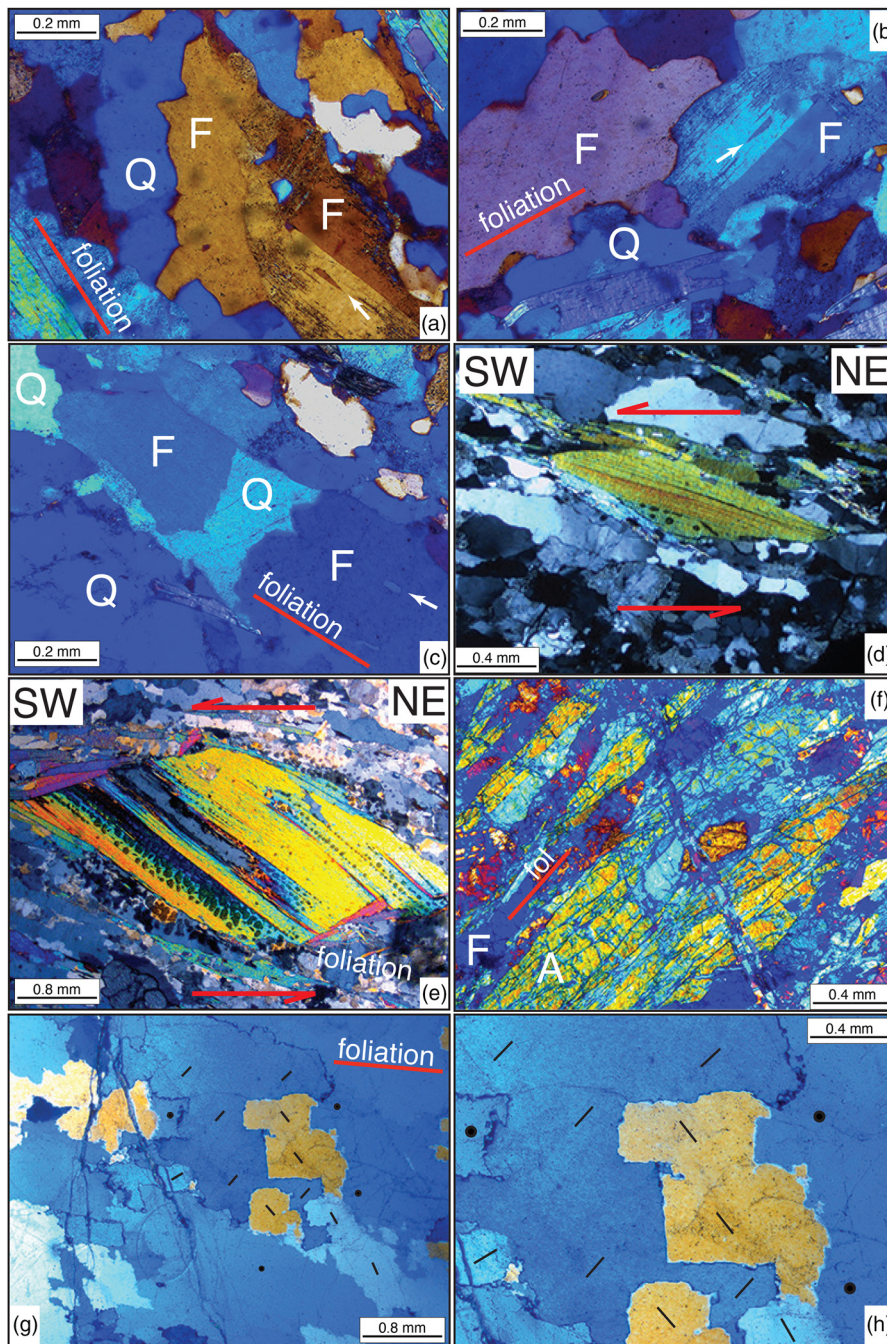 0.2 mm
F
Q
F
foliation
(a)
0.2 mm
(b)
F
F
foliation
Q
Q
F
Q
F
Q
foliation
0.2 mm
(c)
SW
NE
0.4 mm
(d)
SW
NE
foliation
0.8 mm
(e)
(f)
fol
F
A
0.4 mm
foliation
(g)
0.8 mm
0.4 mm
(h)